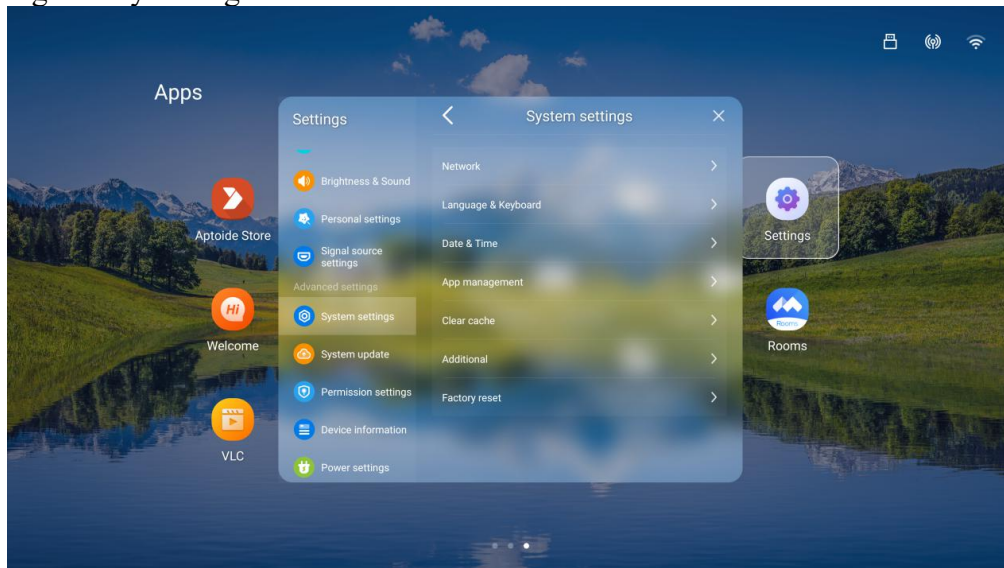 Apps
Settings
System settings
Brightness & Sound
Personal settings
Signal source
settings
Advanced settings
System settings
System update
Permission settings
Device information
Power settings
Network
Language & Keyboard
Date & Time
App management
Clear cache
Additional
Factory reset
Aptoide Store
Hi
Welcome
VLC
Settings
Rooms
Rooms